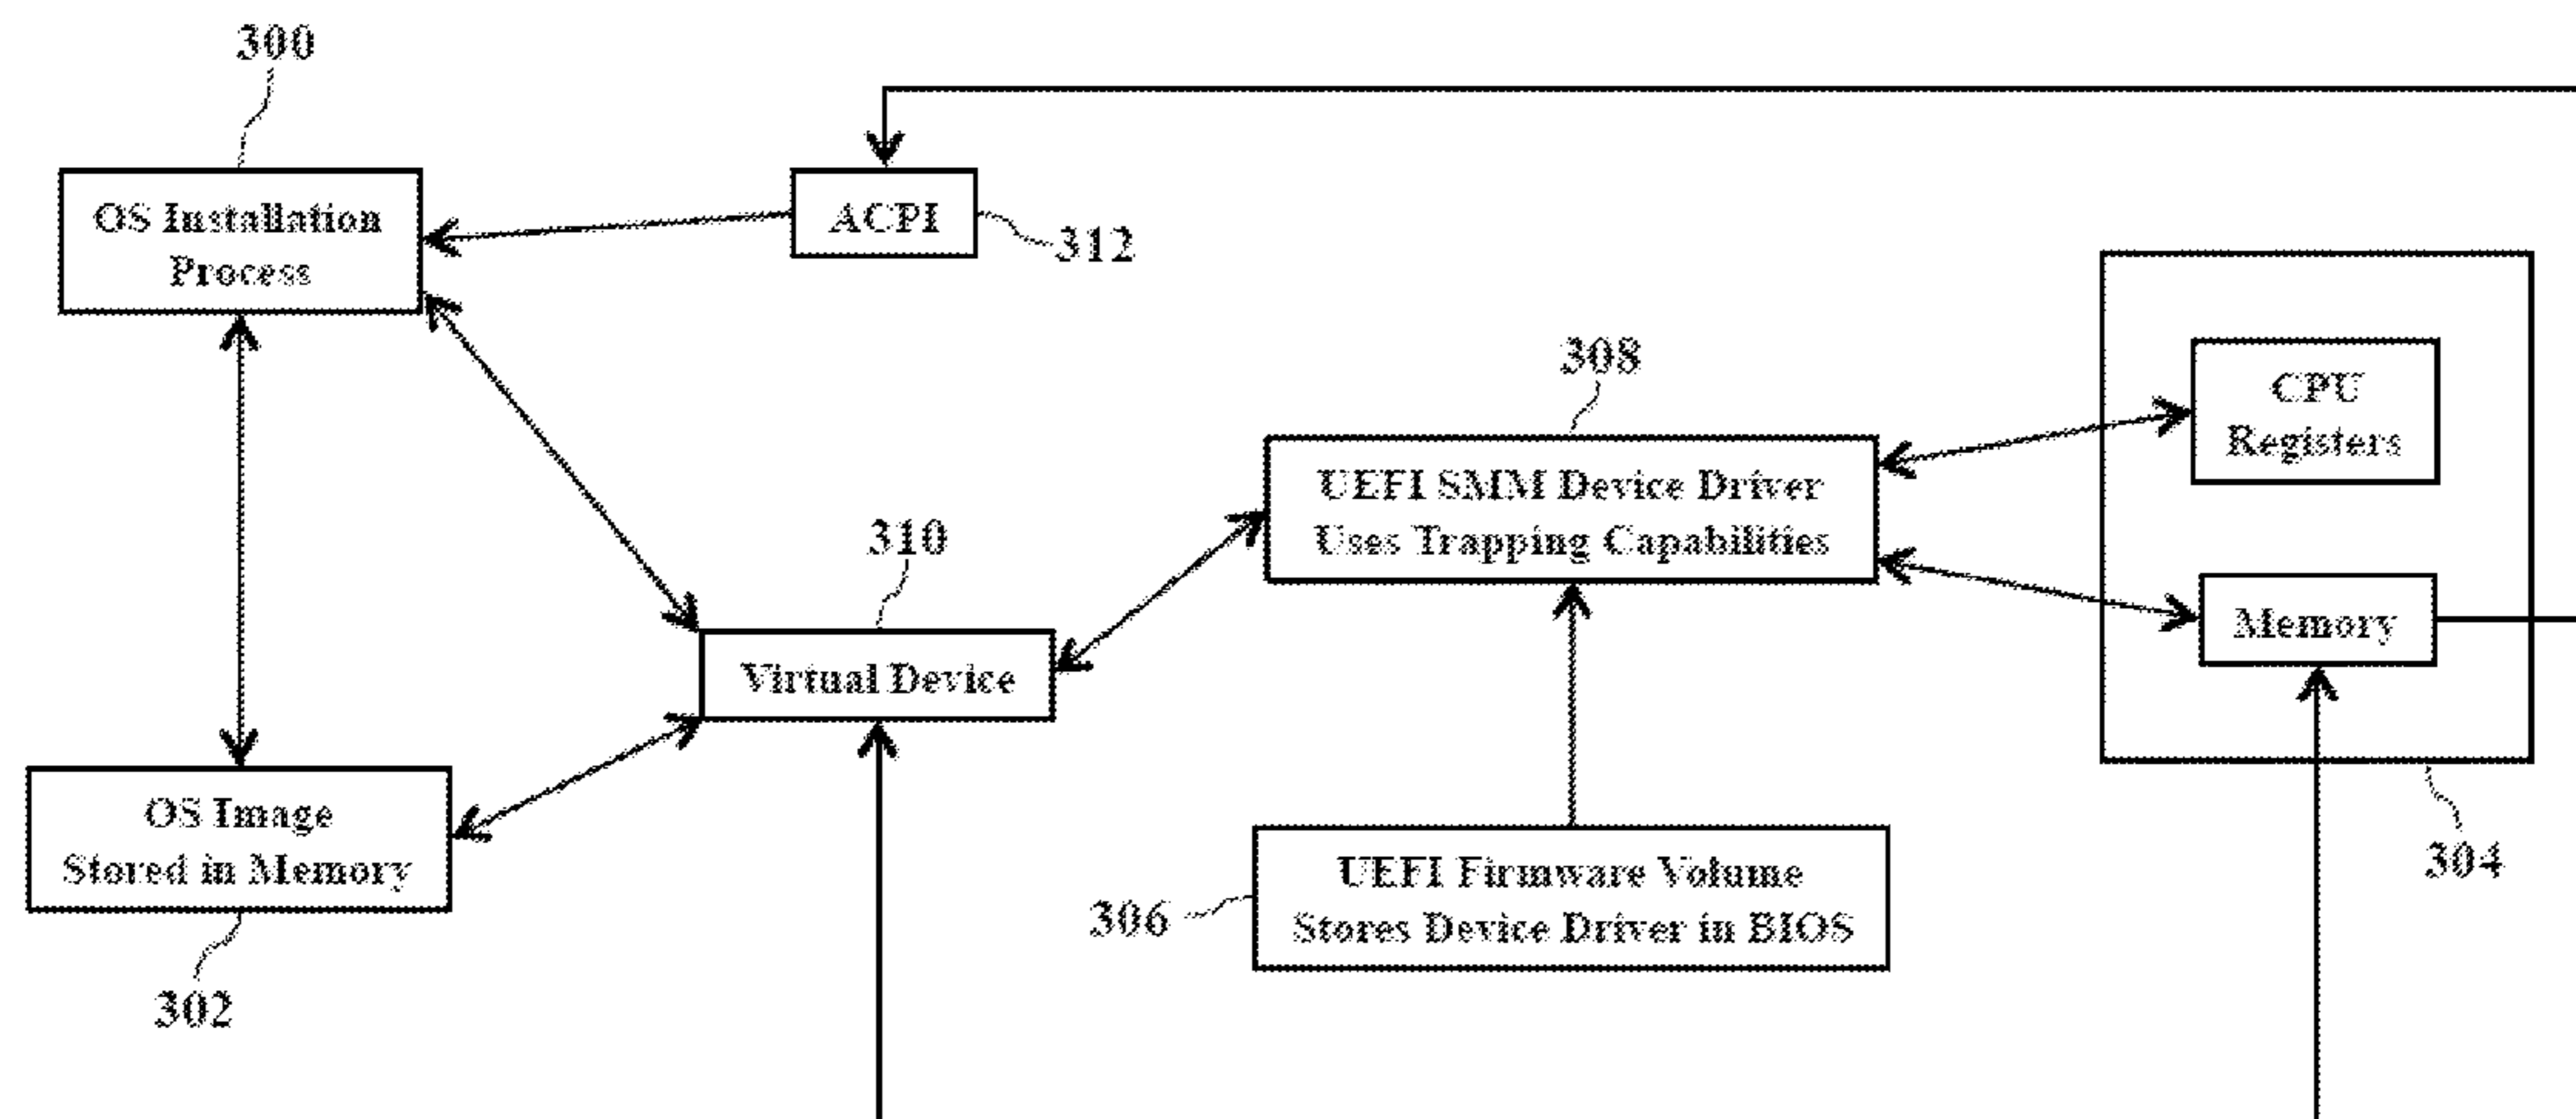 300
OS Installation
Process
ACPI
312
308
CPU
Registers
UEFI SMM Device Driver
Uses Trapping Capabilities
310
Virtual Device
Memory
OS Image
Stored in Memory
302
306
UEFI Firmware Volume
Stores Device Driver in BIOS
304